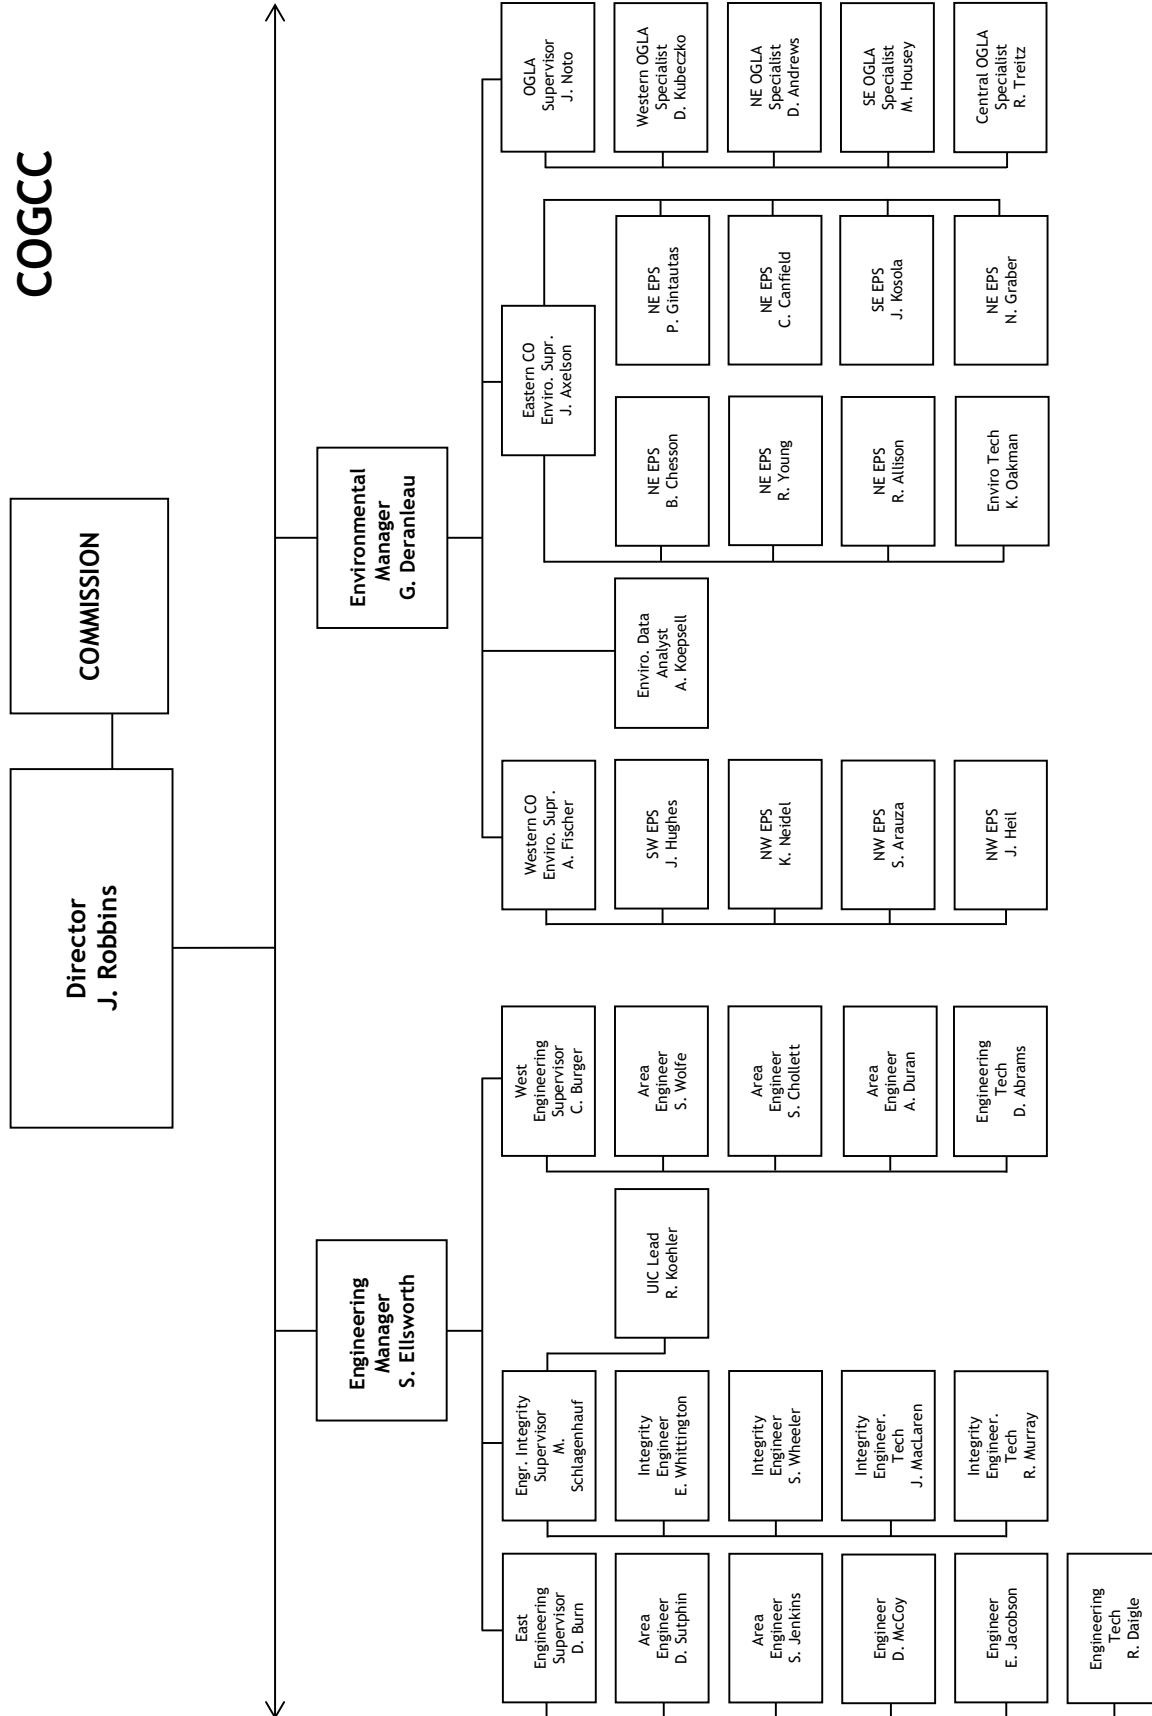 COGCC
COMMISSION
Director
J. Robbins
Engineering
Manager
S. Ellsworth
Environmental
Manager
G. Deranleau
East
Engineering
Supervisor
D. Burn
Area
Engineer
D. Sutphin
Area
Engineer
S. Jenkins
Engineer
D. McCoy
Engineer
E. Jacobson
Engineering
Tech
R. Daigle
Engr. Integrity
Supervisor
M.
Schlagenhauf
Integrity
Engineer
E. Whittington
Integrity
Engineer
S. Wheeler
Integrity
Engineer.
Tech
J. MacLaren
Integrity
Engineer.
Tech
R. Murray
UIC Lead
R. Koehler
West
Engineering
Supervisor
C. Burger
Area
Engineer
S. Wolfe
Area
Engineer
S. Chollett
Area
Engineer
A. Duran
Engineering
Tech
D. Abrams
Western CO
Enviro. Supr.
A. Fischer
SW EPS
J. Hughes
NW EPS
K. Neidel
NW EPS
S. Arauza
NW EPS
J. Heil
Enviro. Data
Analyst
A. Koepsell
Eastern CO
Enviro. Supr.
J. Axelson
NE EPS
B. Chesson
NE EPS
R. Young
NE EPS
R. Allison
Enviro Tech
K. Oakman
NE EPS
P. Gintautas
NE EPS
C. Canfield
SE EPS
J. Kosola
NE EPS
N. Graber
OGLA
Supervisor
J. Noto
Western OGLA
Specialist
D. Kubeczko
NE OGLA
Specialist
D. Andrews
SE OGLA
Specialist
M. Housey
Central OGLA
Specialist
R. Treitz